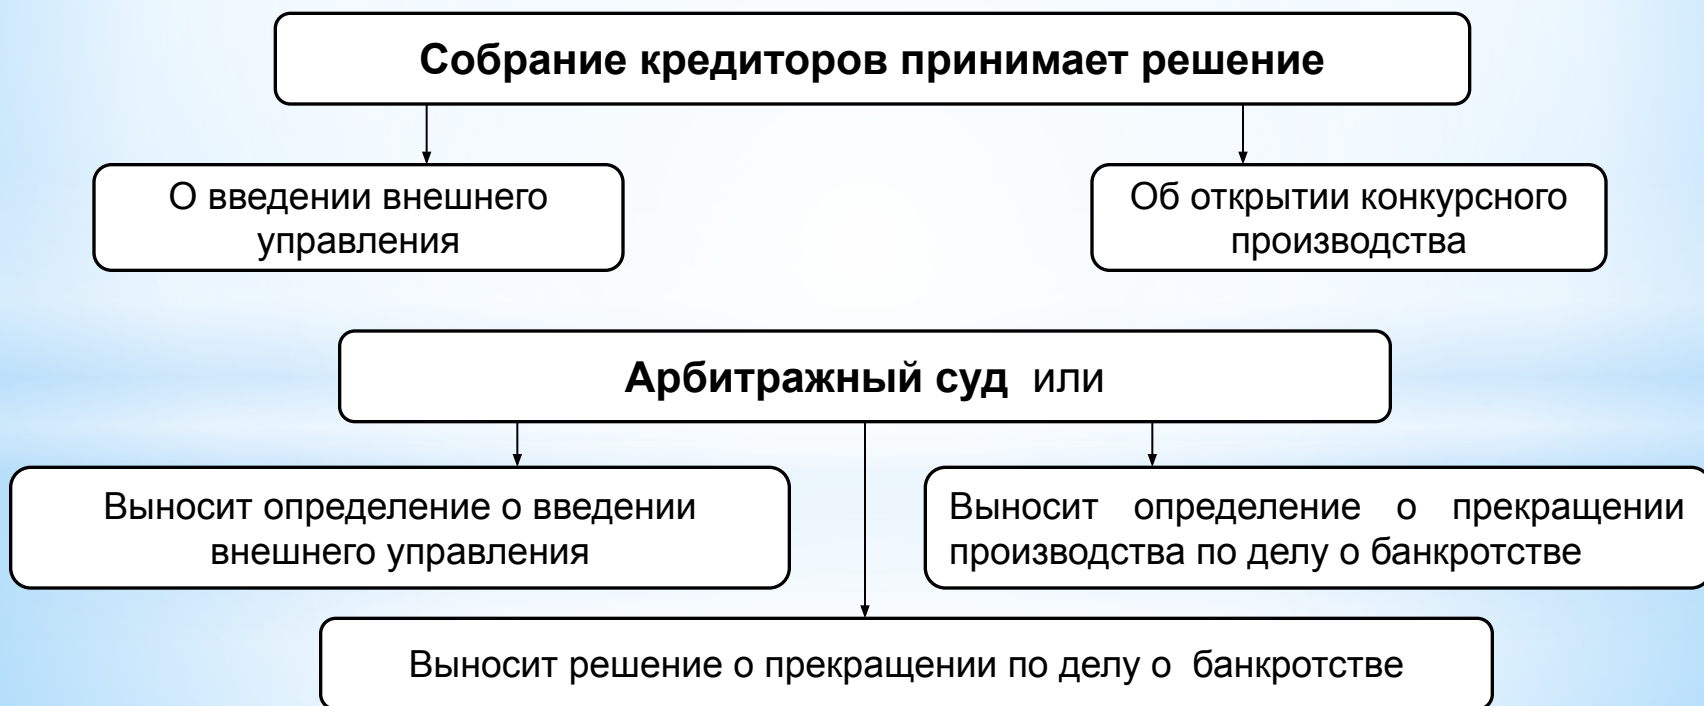 Собрание кредиторов принимает решение
О введении внешнего
управления
Об открытии конкурсного
производства
Арбитражный суд или
Выносит определение о введении
внешнего управления
Выносит определение о прекращении
производства по делу о банкротстве
Выносит решение о прекращении по делу о банкротстве